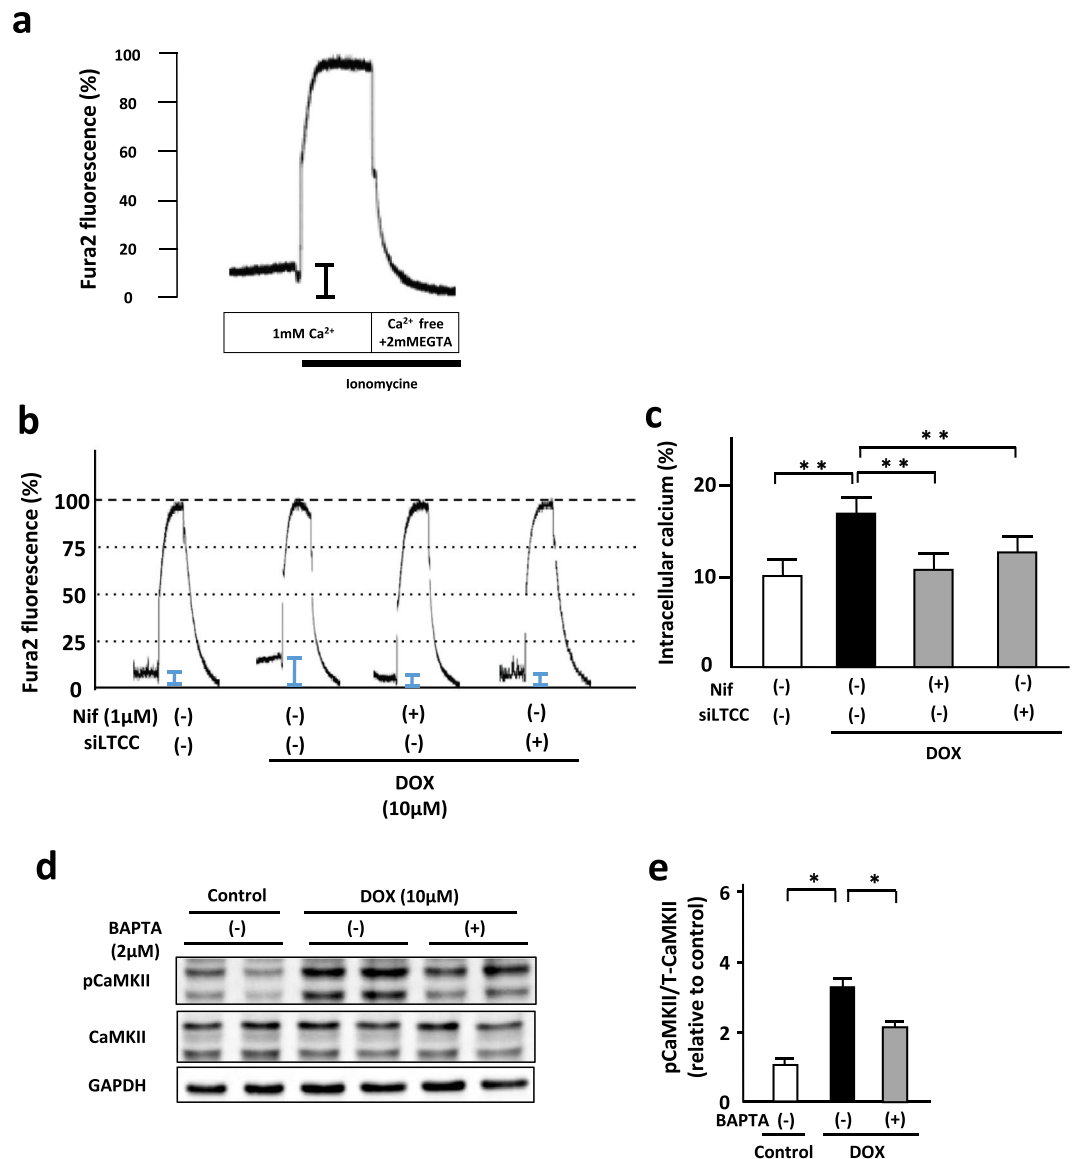 a
Fura2 fluorescence (%)
100
80
60
40
20
0
1mM Ca²⁺
Ca²⁺ free
+2mMEGTA
Ionomycine
b
Fura2 fluorescence (%)
100
75
50
25
0
Nif (1μM) (-) (-) (+) (-)
siLTCC (-) (-) (-) (+)
DOX
(10μM)
c
Intracellular calcium (%)
20
10
0
** ** **
Nif (-) (-) (+) (-)
siLTCC (-) (-) (-) (+)
DOX
d
Control DOX (10μM)
BAPTA (-) (-) (+)
(2μM)
pCaMKII
CaMKII
GAPDH
e
pCaMKII/T-CaMKII
(relative to control)
6
4
2
0
* *
BAPTA (-) (-) (+)
Control DOX